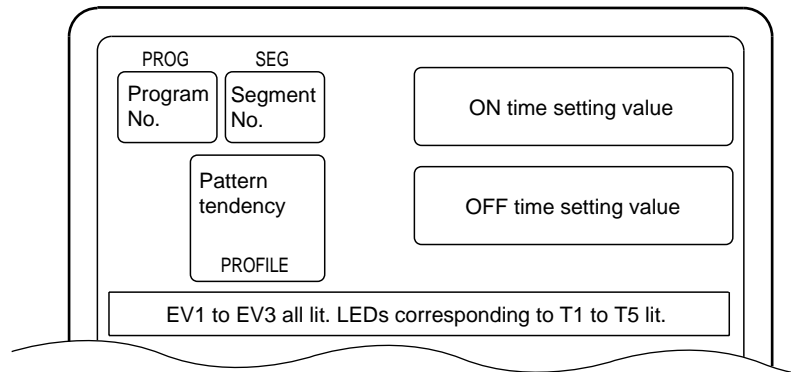 PROG SEG
Program
No.
Segment
No.
ON time setting value
Pattern
tendency
PROFILE
OFF time setting value
EV1 to EV3 all lit. LEDs corresponding to T1 to T5 lit.